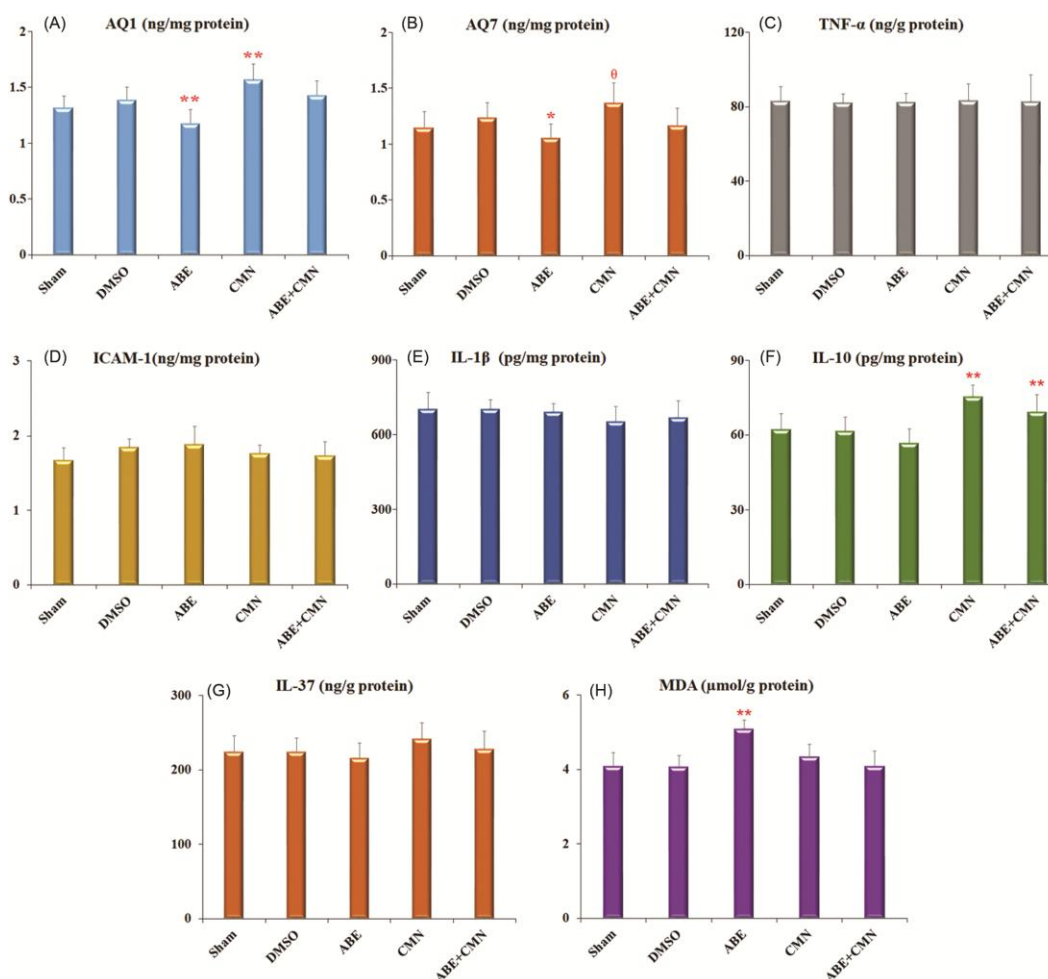 (A) AQ1 (ng/mg protein)
2
1.5
1
0.5
0
**
**
Sham
DMSO
ABE
CMN
ABE+CMN
(B) AQ7 (ng/mg protein)
2
1.5
1
0.5
0
*
θ
Sham
DMSO
ABE
CMN
ABE+CMN
(C) TNF-α (ng/g protein)
120
80
40
0
Sham
DMSO
ABE
CMN
ABE+CMN
(D) ICAM-1(ng/mg protein)
3
2
1
0
Sham
DMSO
ABE
CMN
ABE+CMN
(E) IL-1β (pg/mg protein)
900
600
300
0
Sham
DMSO
ABE
CMN
ABE+CMN
(F) IL-10 (pg/mg protein)
90
60
30
0
**
**
Sham
DMSO
ABE
CMN
ABE+CMN
(G) IL-37 (ng/g protein)
300
200
100
0
Sham
DMSO
ABE
CMN
ABE+CMN
(H) MDA (µmol/g protein)
6
4
2
0
**
Sham
DMSO
ABE
CMN
ABE+CMN